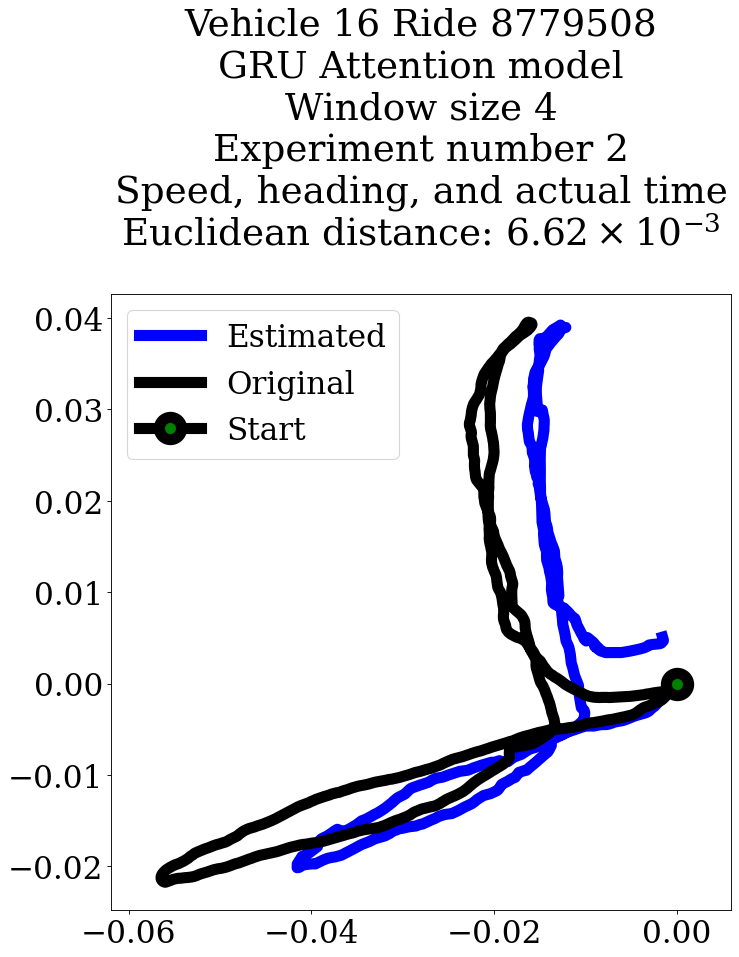 Vehicle 16 Ride 8779508
GRU Attention model
Window size 4
Experiment number 2
Speed, heading, and actual time
Euclidean distance: 6.62 × 10⁻³
Estimated
Original
Start
0.04
0.03
0.02
0.01
0.00
−0.01
−0.02
−0.06 −0.04 −0.02 0.00